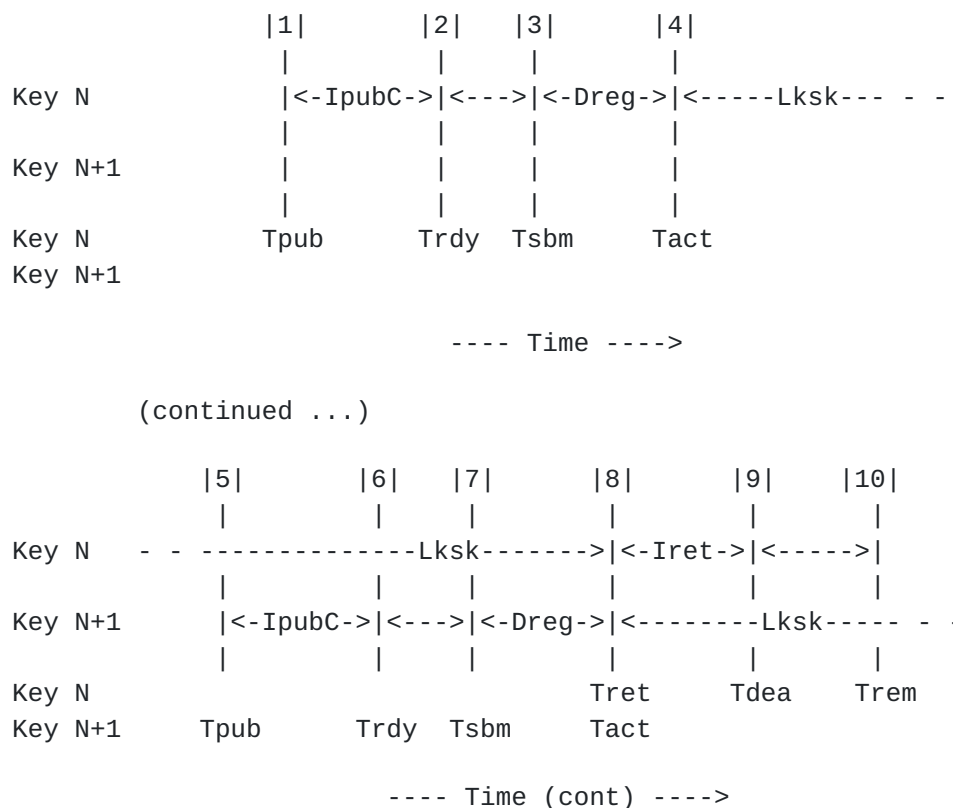 |1|       |2|   |3|      |4|
                  |         |     |        |
Key N             |<-IpubC->|<--->|<-Dreg->|<-----Lksk--- - -
                  |         |     |        |
Key N+1           |         |     |        |
                  |         |     |        |
Key N            Tpub      Trdy  Tsbm     Tact
Key N+1

                            ---- Time ---->

        (continued ...)

            |5|       |6|   |7|      |8|      |9|    |10|
             |         |     |        |        |       |
Key N   - - --------------Lksk------->|<-Iret->|<----->|
             |         |     |        |        |       |
Key N+1      |<-IpubC->|<--->|<-Dreg->|<--------Lksk----- - -
             |         |     |        |        |       |
Key N                                Tret     Tdea    Trem
Key N+1     Tpub      Trdy  Tsbm     Tact

                        ---- Time (cont) ---->